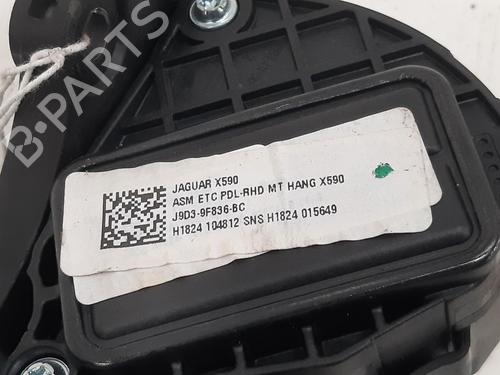 B-PARTS
JAGUAR X590
ASM ETC PDL-RHD MT HANG X590
J9D3-9F836-BC
H1824 104812 SNS H1824 015649